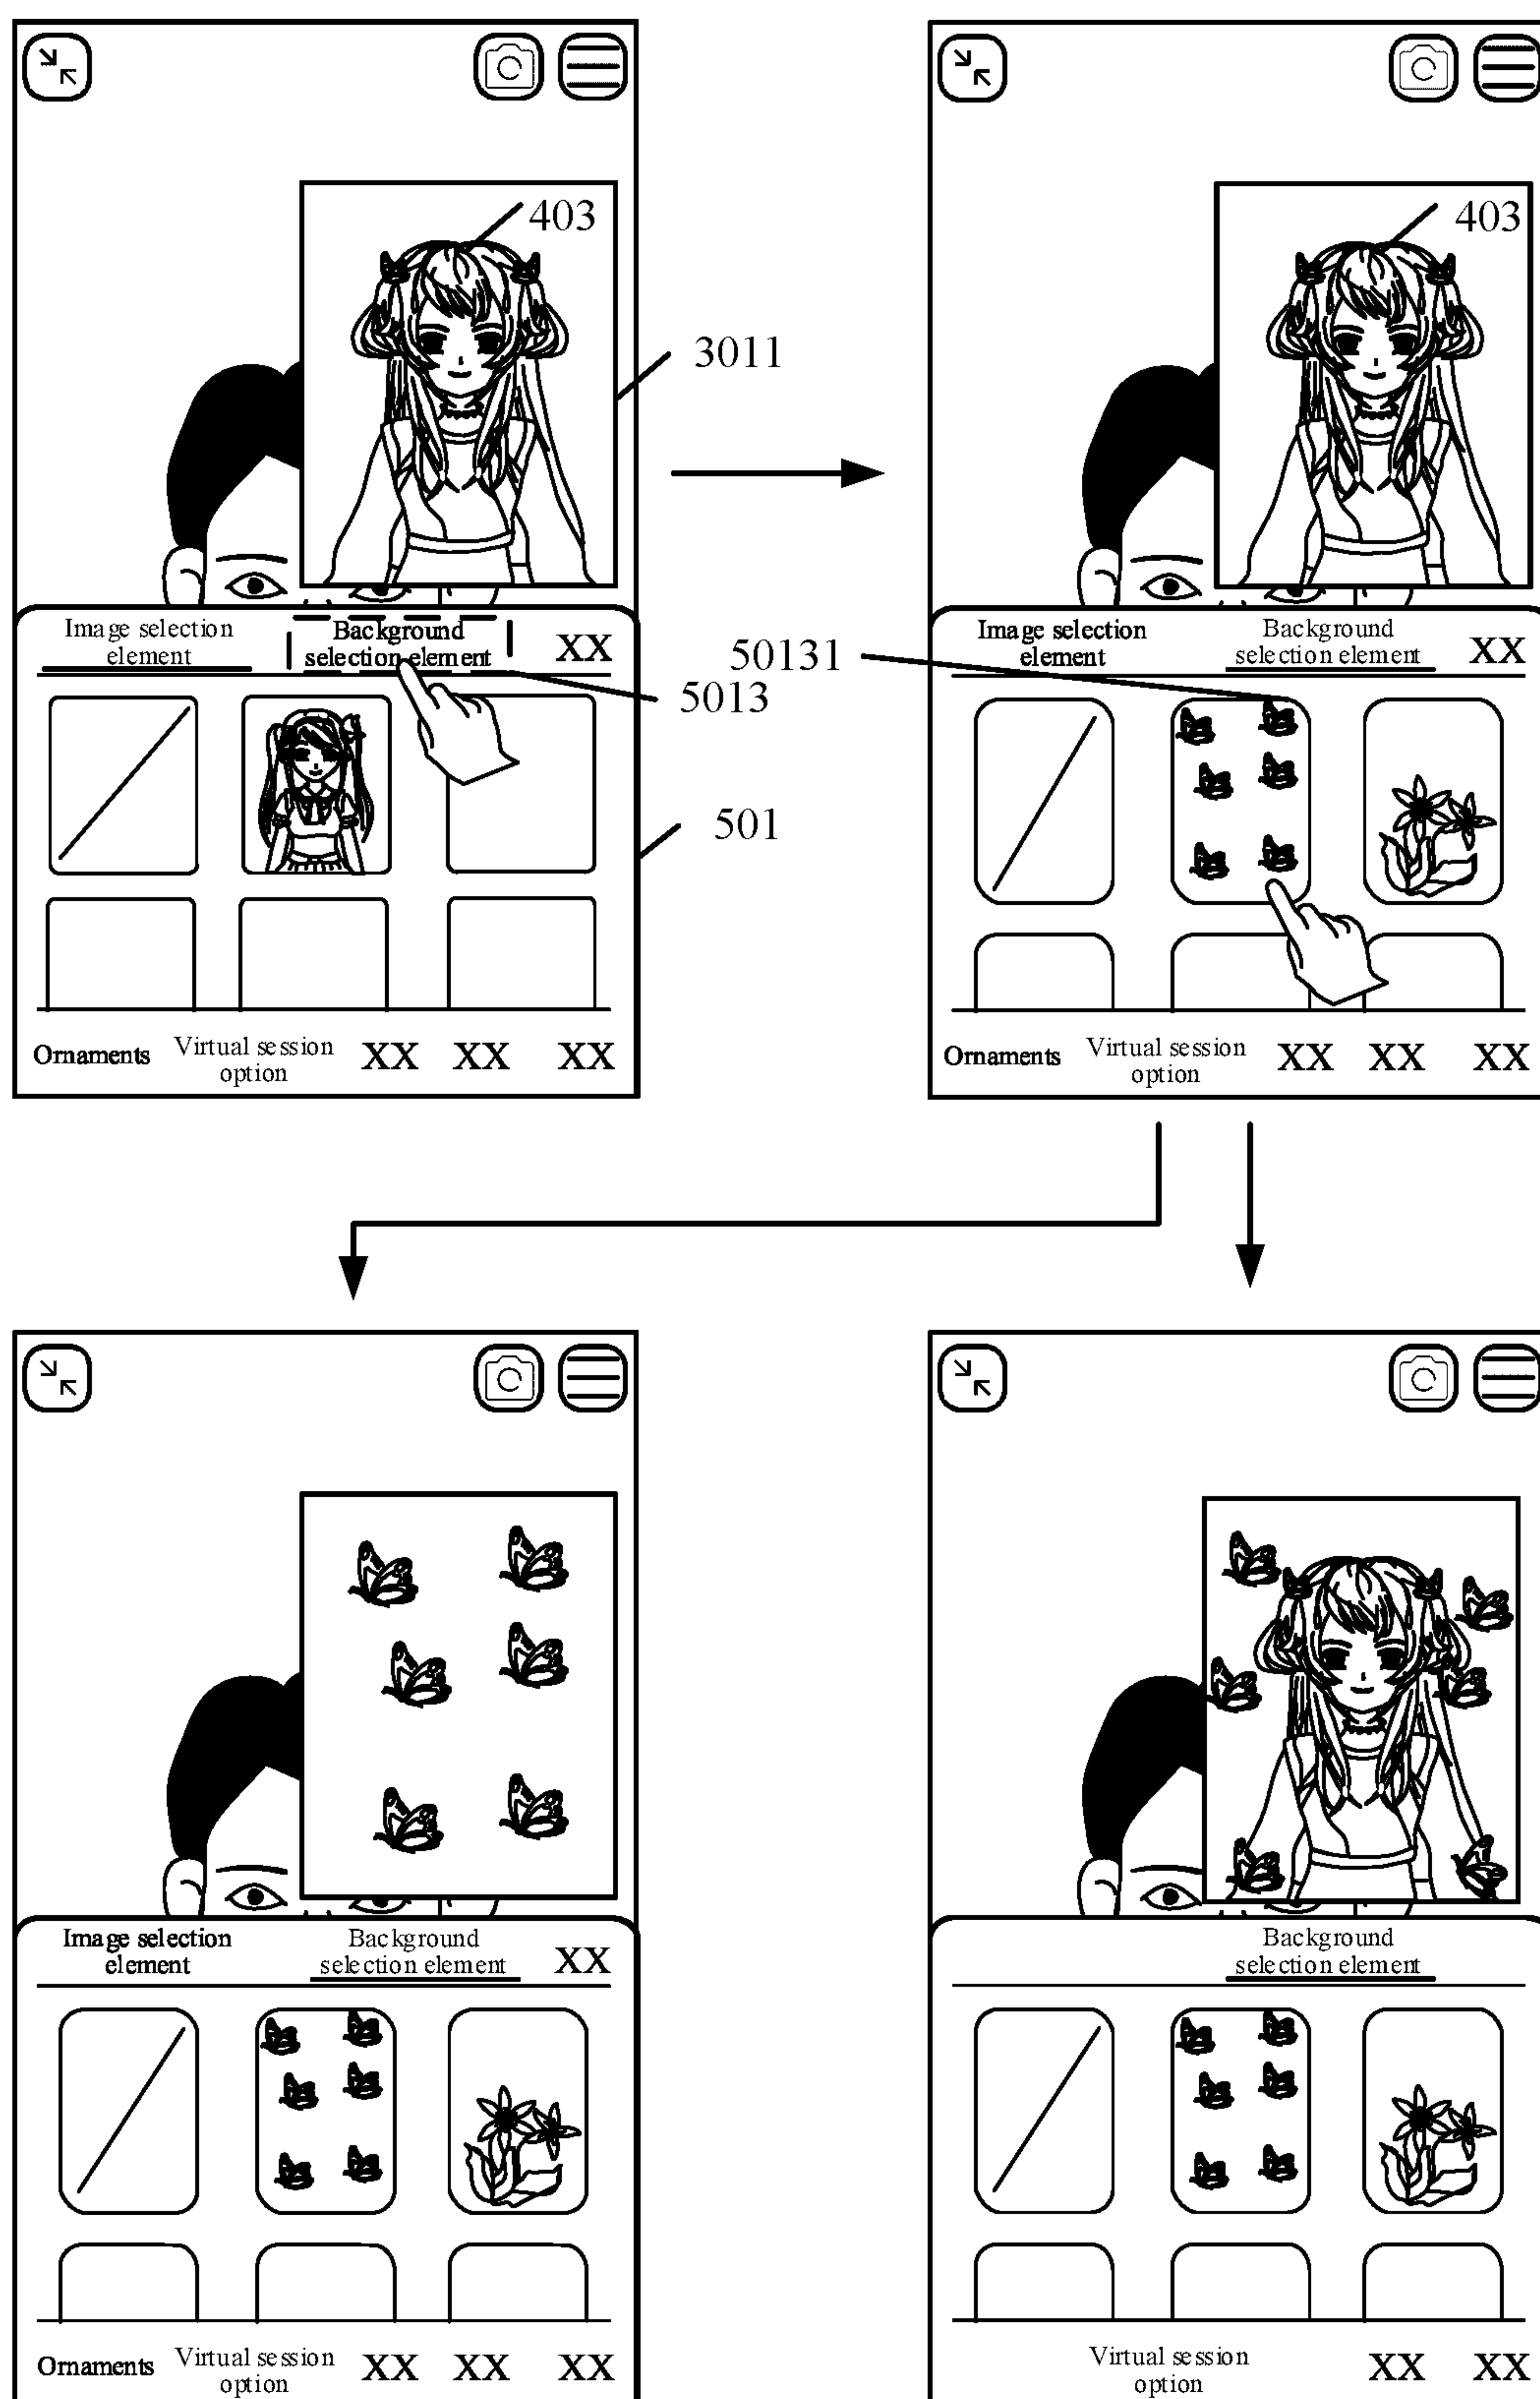 403
403
3011
Image selection
element
Background
selection element
XX
50131
Image selection
element
Background
selection element
XX
5013
501
Ornaments
Virtual session
option
XX
XX
XX
Ornaments
Virtual session
option
XX
XX
XX
Image selection
element
Background
selection element
XX
Background
selection element
Ornaments
Virtual session
option
XX
XX
XX
Virtual session
option
XX
XX